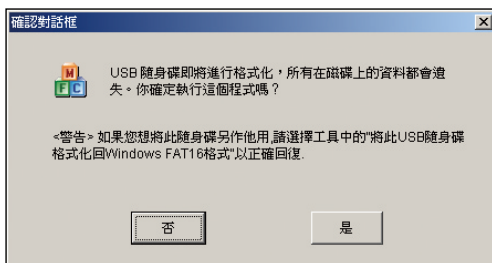 確認對話框
M
F C
USB 隨身碟即將進行格式化，所有在磁碟上的資料都會遺
失。你確定執行這個程式嗎？
<警告> 如果您想將此隨身碟另作他用,請選擇工具中的"將此USB隨身碟
格式化回Windows FAT16格式"以正確回復.
否 是